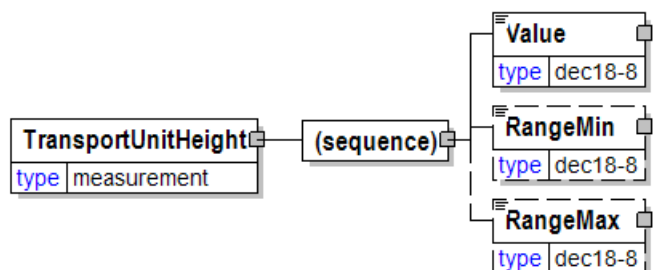 Value
type dec18-8
TransportUnitHeight
type measurement
(sequence)
RangeMin
type dec18-8
RangeMax
type dec18-8